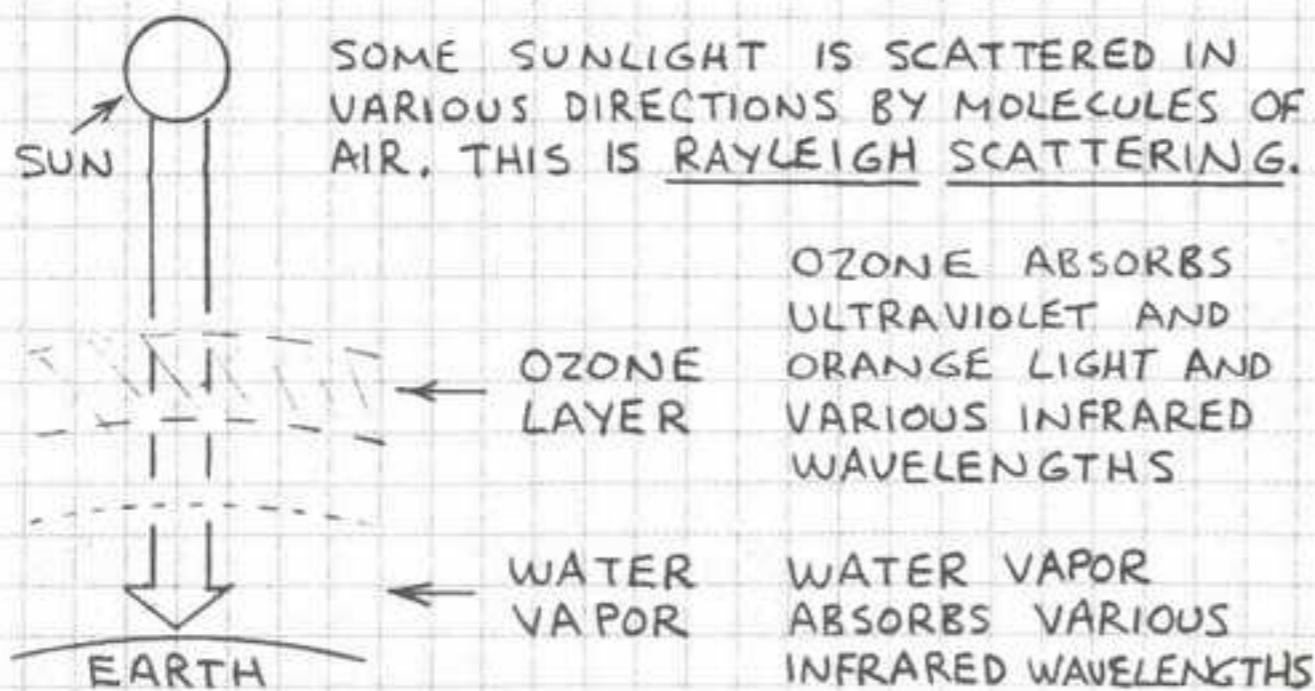 SOME SUNLIGHT IS SCATTERED IN
VARIOUS DIRECTIONS BY MOLECULES OF
AIR. THIS IS RAYLEIGH SCATTERING.
SUN
OZONE
LAYER
OZONE ABSORBS
ULTRAVIOLET AND
ORANGE LIGHT AND
VARIOUS INFRARED
WAVELENGTHS
WATER
VAPOR
WATER VAPOR
ABSORBS VARIOUS
INFRARED WAVELENGTHS
EARTH